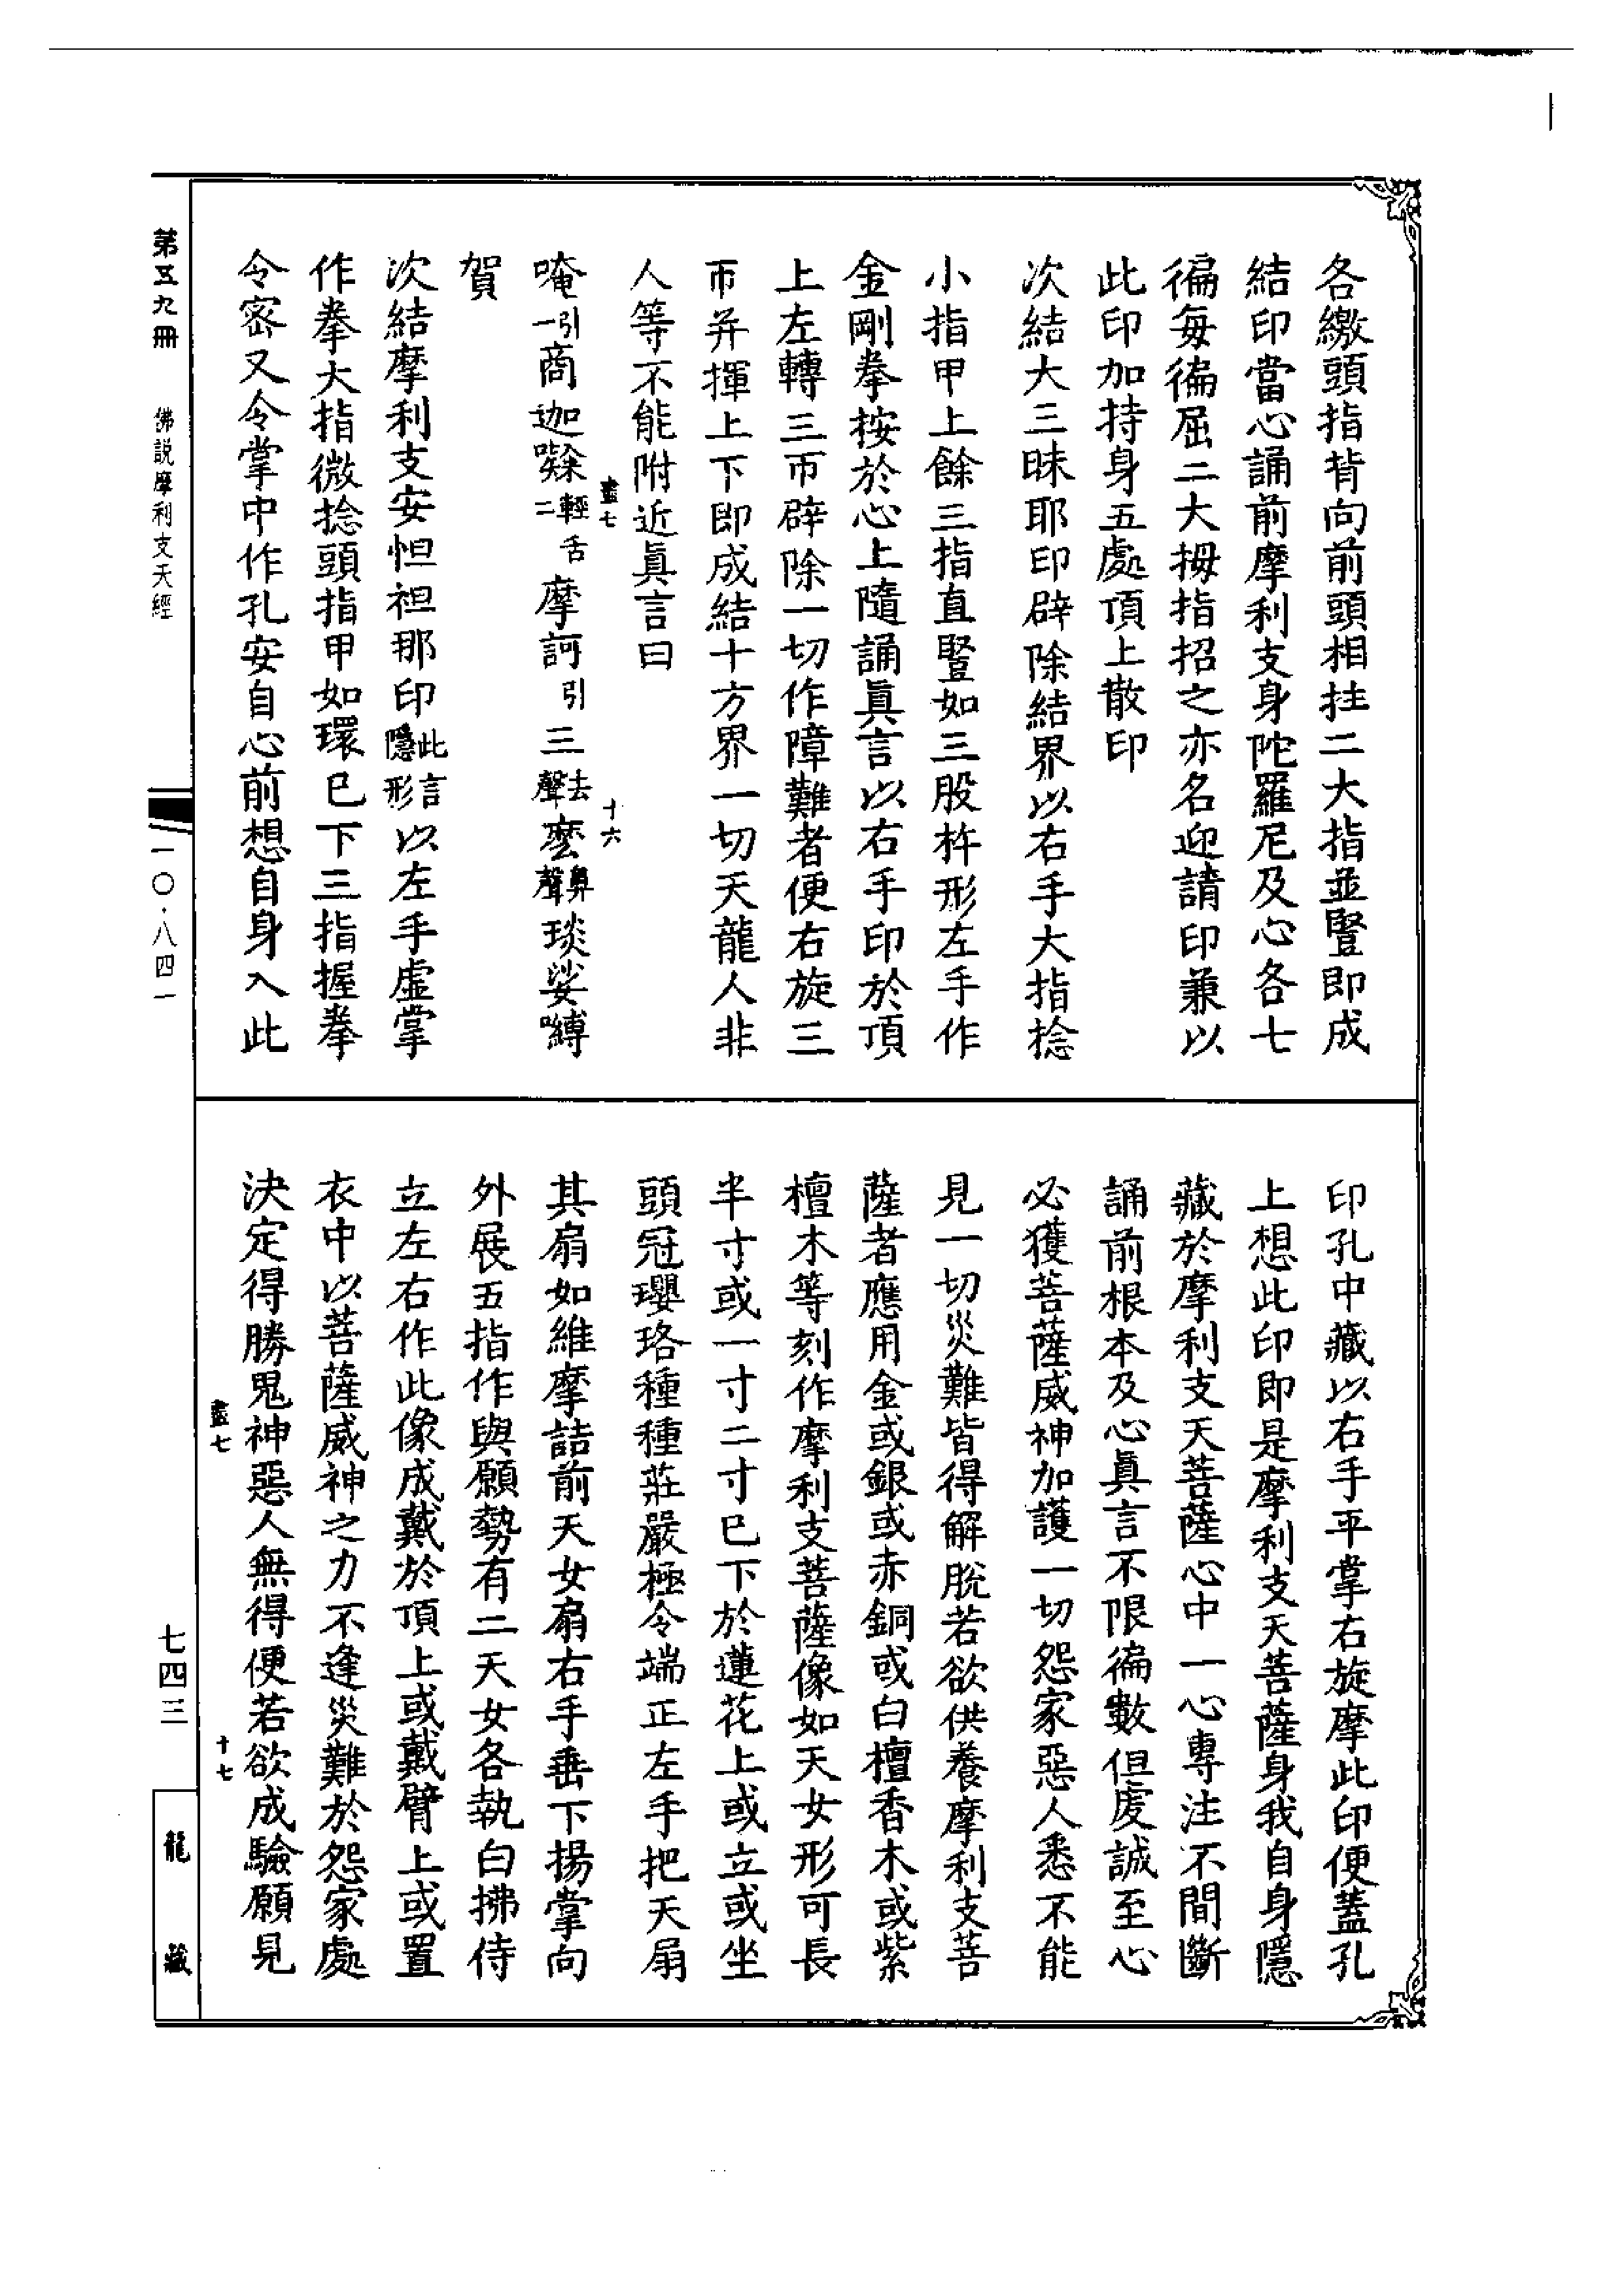 各繳頭指背向前頭相拄二大指並豎即成
結印當心誦前摩利支身陀羅尼及心各七
徧每徧屈二大拇指招之亦名迎請印兼以
此印加持身五處頂上散印
次結大三昧耶印辟除結界以右手大指捻
小指甲上餘三指直豎如三股杵形左手作
金剛拳按於心上隨誦眞言以右手印於頂
上左轉三帀辟除一切作障難者便右旋三
帀并揮上下即成結十方界一切天龍人非
人等不能附近眞言曰
盡七 十六
唵引一商迦㘑輕舌二摩訶引三去聲麼鼻聲琰娑嚩
賀
次結摩利支安怛袒那印此言隱形以左手虛掌
作拳大指微捻頭指甲如環已下三指握拳
令密又令掌中作孔安自心前想自身入此
印孔中藏以右手平掌右旋摩此印便蓋孔
上想此印即是摩利支天菩薩身我自身隱
藏於摩利支天菩薩心中一心專注不間斷
誦前根本及心眞言不限徧數但虔誠至心
必獲菩薩威神加護一切怨家惡人悉不能
見一切災難皆得解脫若欲供養摩利支菩
薩者應用金或銀或赤銅或白檀香木或紫
檀木等刻作摩利支菩薩像如天女形可長
半寸或一寸二寸已下於蓮花上或立或坐
頭冠瓔珞種種莊嚴極令端正左手把天扇
其扇如維摩詰前天女扇右手垂下揚掌向
外展五指作與願勢有二天女各執白拂侍
立左右作此像成戴於頂上或戴臂上或置
衣中以菩薩威神之力不逢災難於怨家處
決定得勝鬼神惡人無得便若欲成驗願見
盡七 十七
第五九冊 佛說摩利支天經
一〇·八四一
七四三
龍藏